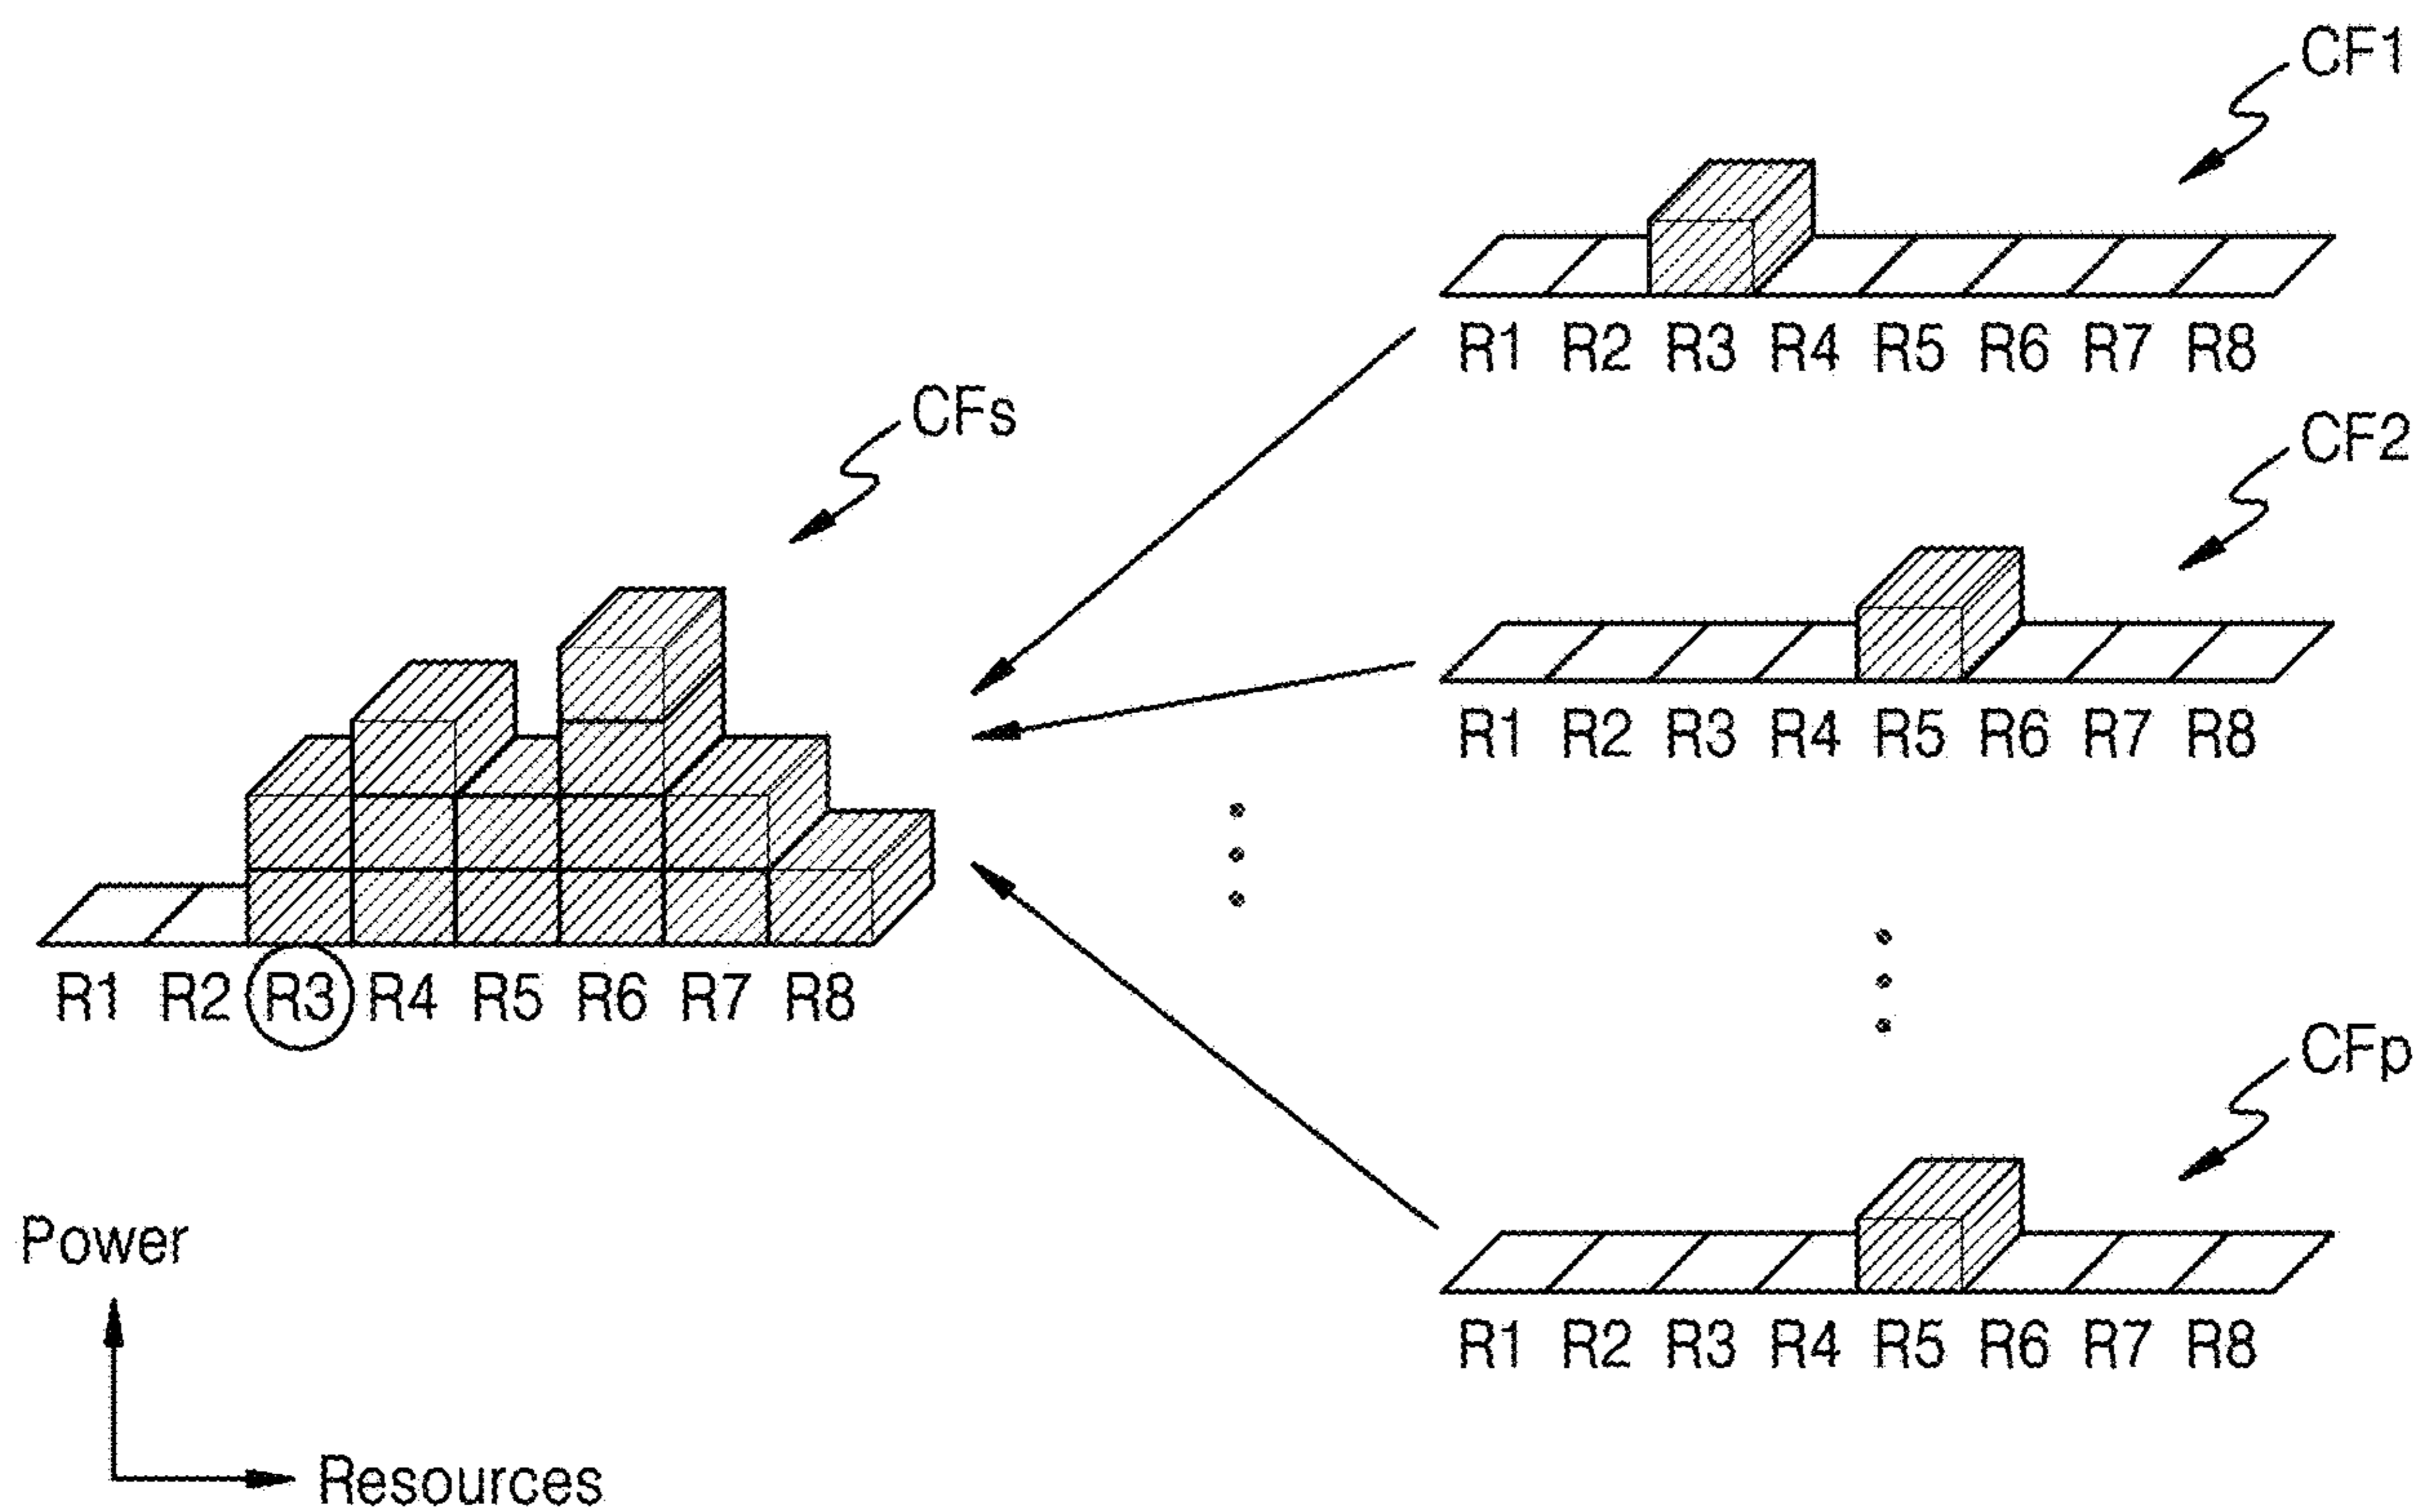 CF1
R1 R2 R3 R4 R5 R6 R7 R8
CFs
CF2
R1 R2 R3 R4 R5 R6 R7 R8
R1 R2 R3 R4 R5 R6 R7 R8
CFp
R1 R2 R3 R4 R5 R6 R7 R8
Power
Resources